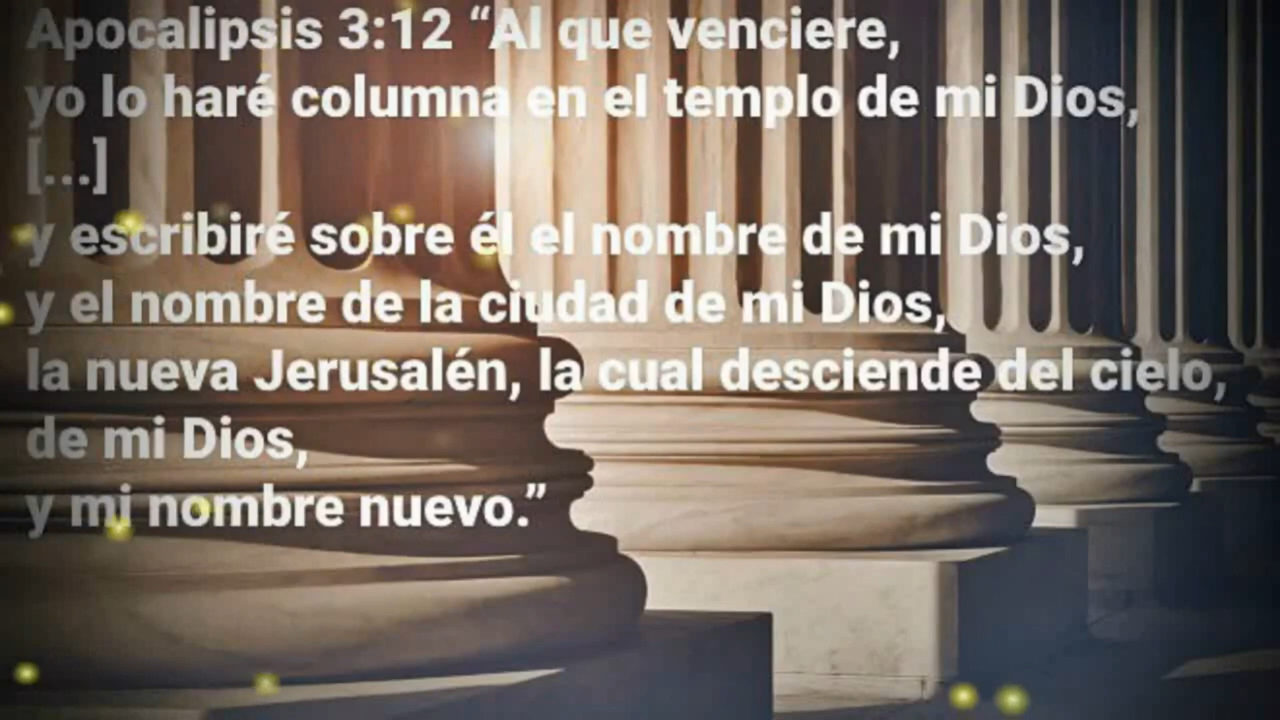 Apocalipsis 3:12 “Al que venciere,
yo lo haré columna en el templo de mi Dios,
[...]
y escribiré sobre él el nombre de mi Dios,
y el nombre de la ciudad de mi Dios,
la nueva Jerusalén, la cual desciende del cielo,
de mi Dios,
y mi nombre nuevo.”